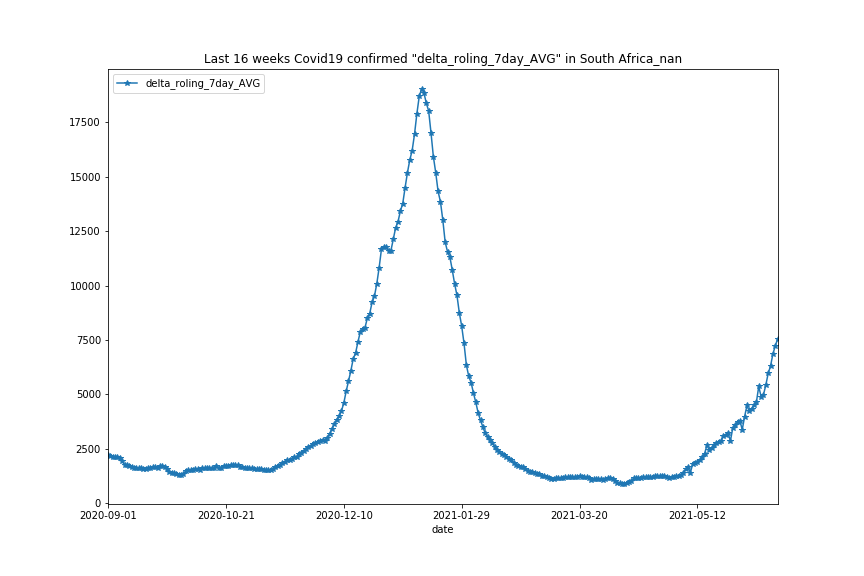 Last 16 weeks Covid19 confirmed "delta_roling_7day_AVG" in South Africa_nan
delta_roling_7day_AVG
17500
15000
12500
10000
7500
5000
2500
0
2020-09-01 2020-10-21 2020-12-10 2021-01-29 2021-03-20 2021-05-12
date